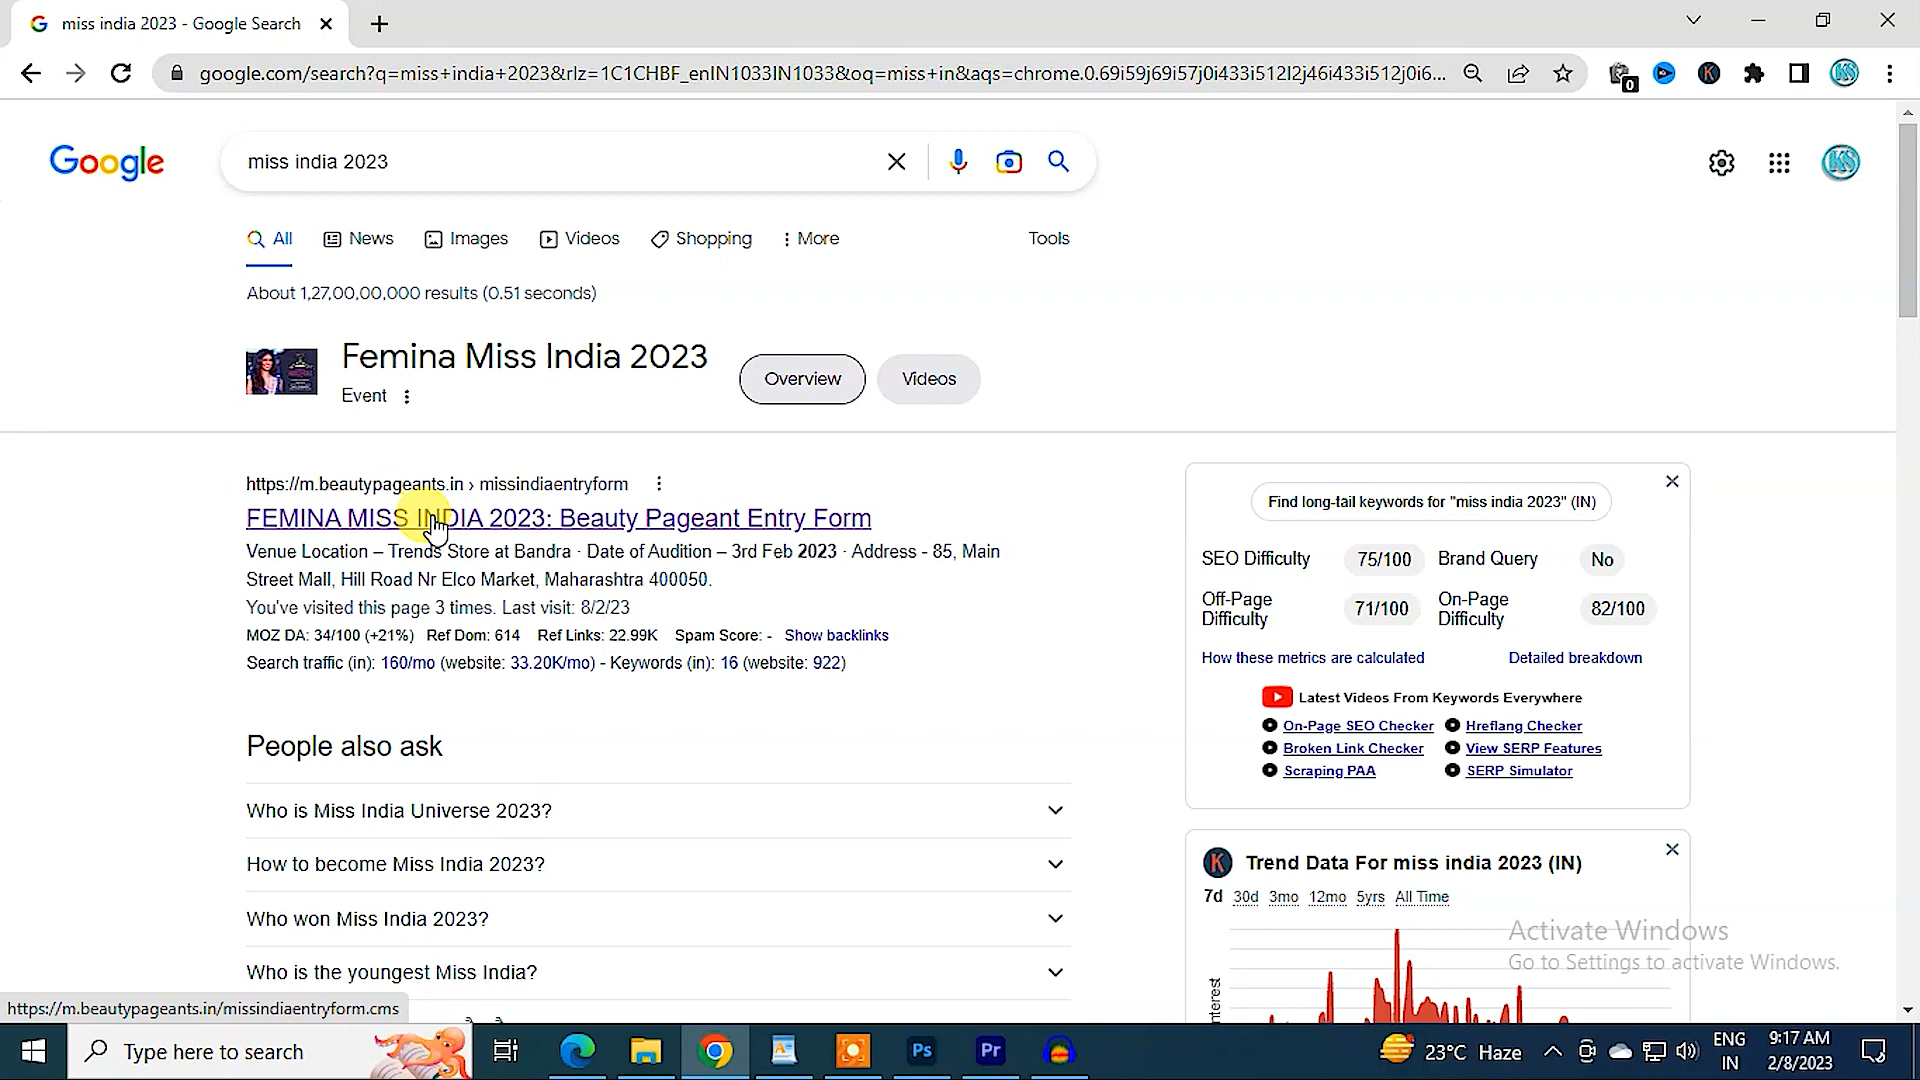 miss india 2023 - Google Search
google.com/search?q=miss+india+2023&rlz=1C1CHBF_enIN1033IN1033&oq=miss+in&aqs=chrome.0.69i59j69i57j0i433i512l2j46i433i512j0i6...
0
KS
Google
miss india 2023
KS
All
News
Images
Videos
Shopping
More
Tools
About 1,27,00,00,000 results (0.51 seconds)
Femina Miss India 2023
Event
Overview
Videos
https://m.beautypageants.in › missindiaentryform
FEMINA MISS INDIA 2023: Beauty Pageant Entry Form
Venue Location – Trends Store at Bandra · Date of Audition – 3rd Feb 2023 · Address - 85, Main
Street Mall, Hill Road Nr Elco Market, Maharashtra 400050.
You've visited this page 3 times. Last visit: 8/2/23
MOZ DA: 34/100 (+21%) Ref Dom: 614 Ref Links: 22.99K Spam Score: - Show backlinks
Search traffic (in): 160/mo (website: 33.20K/mo) - Keywords (in): 16 (website: 922)
People also ask
Who is Miss India Universe 2023?
How to become Miss India 2023?
Who won Miss India 2023?
Who is the youngest Miss India?
Find long-tail keywords for "miss india 2023" (IN)
SEO Difficulty 75/100 Brand Query No
Off-Page Difficulty 71/100 On-Page Difficulty 82/100
How these metrics are calculated Detailed breakdown
Latest Videos From Keywords Everywhere
On-Page SEO Checker Hreflang Checker
Broken Link Checker View SERP Features
Scraping PAA SERP Simulator
K Trend Data For miss india 2023 (IN)
7d 30d 3mo 12mo 5yrs All Time
Activate Windows
Go to Settings to activate Windows.
https://m.beautypageants.in/missindiaentryform.cms
Type here to search
Ps
Pr
23°C Haze
ENG
IN
9:17 AM
2/8/2023